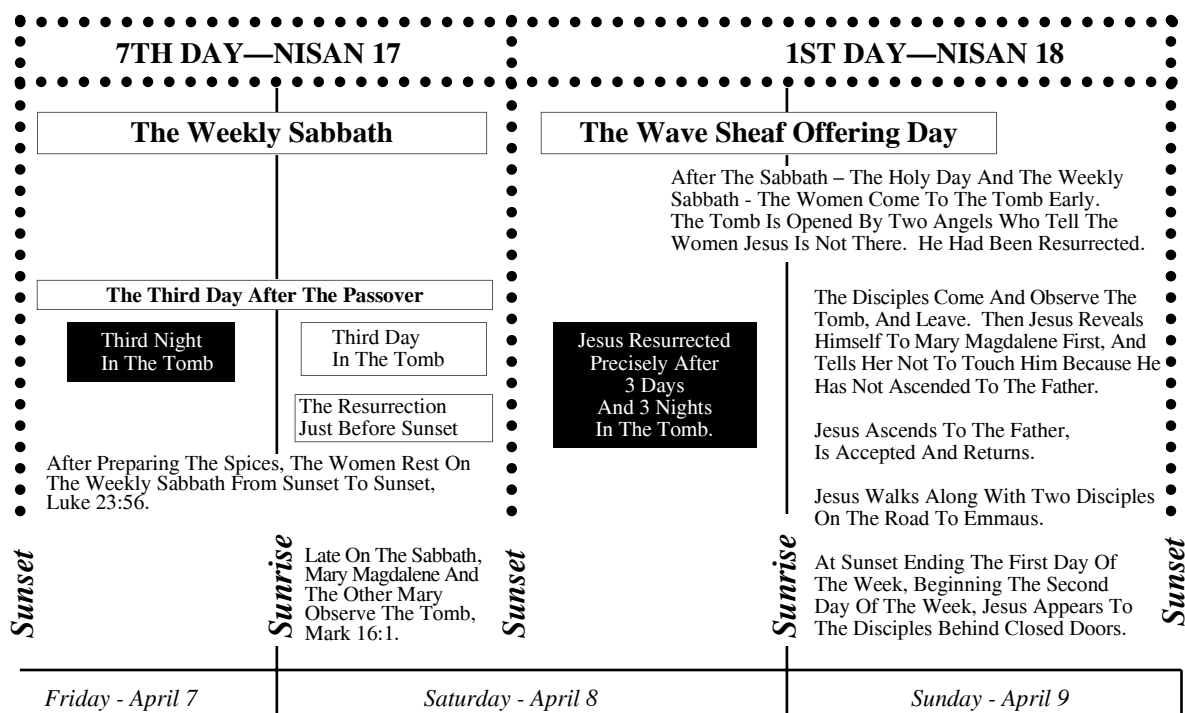 7TH DAY—NISAN 17
1ST DAY—NISAN 18
The Weekly Sabbath
The Wave Sheaf Offering Day
After The Sabbath – The Holy Day And The Weekly
Sabbath - The Women Come To The Tomb Early.
The Tomb Is Opened By Two Angels Who Tell The
Women Jesus Is Not There.  He Had Been Resurrected.
The Third Day After The Passover
Third Night
In The Tomb
Third Day
In The Tomb
The Resurrection
Just Before Sunset
After Preparing The Spices, The Women Rest On
The Weekly Sabbath From Sunset To Sunset,
Luke 23:56.
Late On The Sabbath,
Mary Magdalene And
The Other Mary
Observe The Tomb,
Mark 16:1.
Jesus Resurrected
Precisely After
3 Days
And 3 Nights
In The Tomb.
The Disciples Come And Observe The
Tomb, And Leave.  Then Jesus Reveals
Himself To Mary Magdalene First, And
Tells Her Not To Touch Him Because He
Has Not Ascended To The Father.
Jesus Ascends To The Father,
Is Accepted And Returns.
Jesus Walks Along With Two Disciples
On The Road To Emmaus.
At Sunset Ending The First Day Of
The Week, Beginning The Second
Day Of The Week, Jesus Appears To
The Disciples Behind Closed Doors.
Sunset
Sunrise
Sunset
Sunrise
Sunset
Friday - April 7
Saturday - April 8
Sunday - April 9